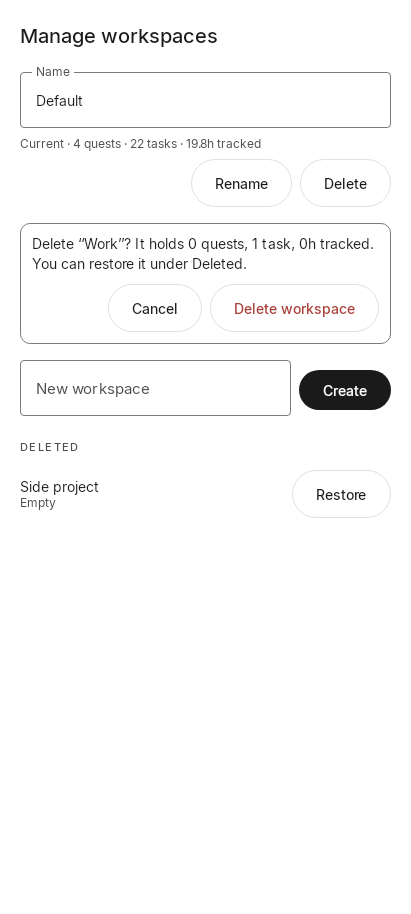 Manage workspaces
Name
Default
Current · 4 quests · 22 tasks · 19.8h tracked
Rename
Delete
Delete “Work”? It holds 0 quests, 1 task, 0h tracked.
You can restore it under Deleted.
Cancel
Delete workspace
New workspace
Create
DELETED
Side project
Empty
Restore